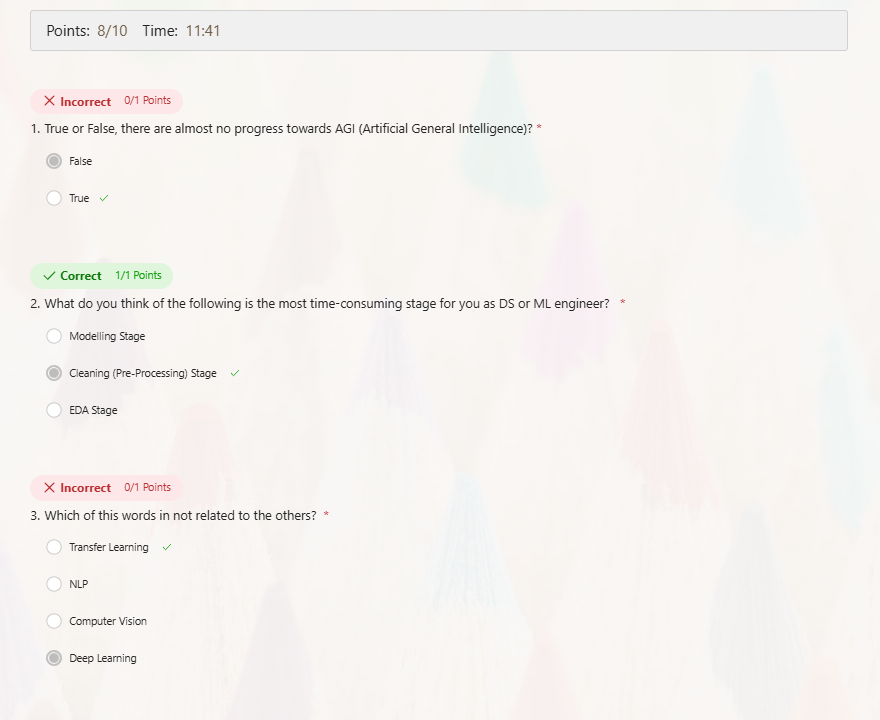 Points: 8/10 Time: 11:41
Incorrect 0/1 Points
1. True or False, there are almost no progress towards AGI (Artificial General Intelligence)? *
False
True
Correct 1/1 Points
2. What do you think of the following is the most time-consuming stage for you as DS or ML engineer? *
Modelling Stage
Cleaning (Pre-Processing) Stage
EDA Stage
Incorrect 0/1 Points
3. Which of this words in not related to the others? *
Transfer Learning
NLP
Computer Vision
Deep Learning